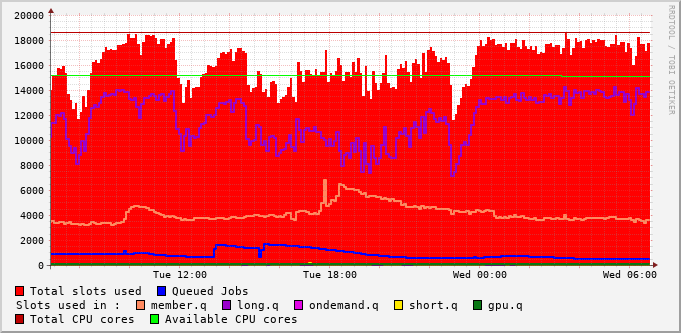 20000
18000
16000
14000
12000
10000
8000
6000
4000
2000
0
Tue 12:00 Tue 18:00 Wed 00:00 Wed 06:00
RRDTOOL / TOBI OETIKER
Total slots used Queued Jobs
Slots used in : member.q long.q ondemand.q short.q gpu.q
Total CPU cores Available CPU cores